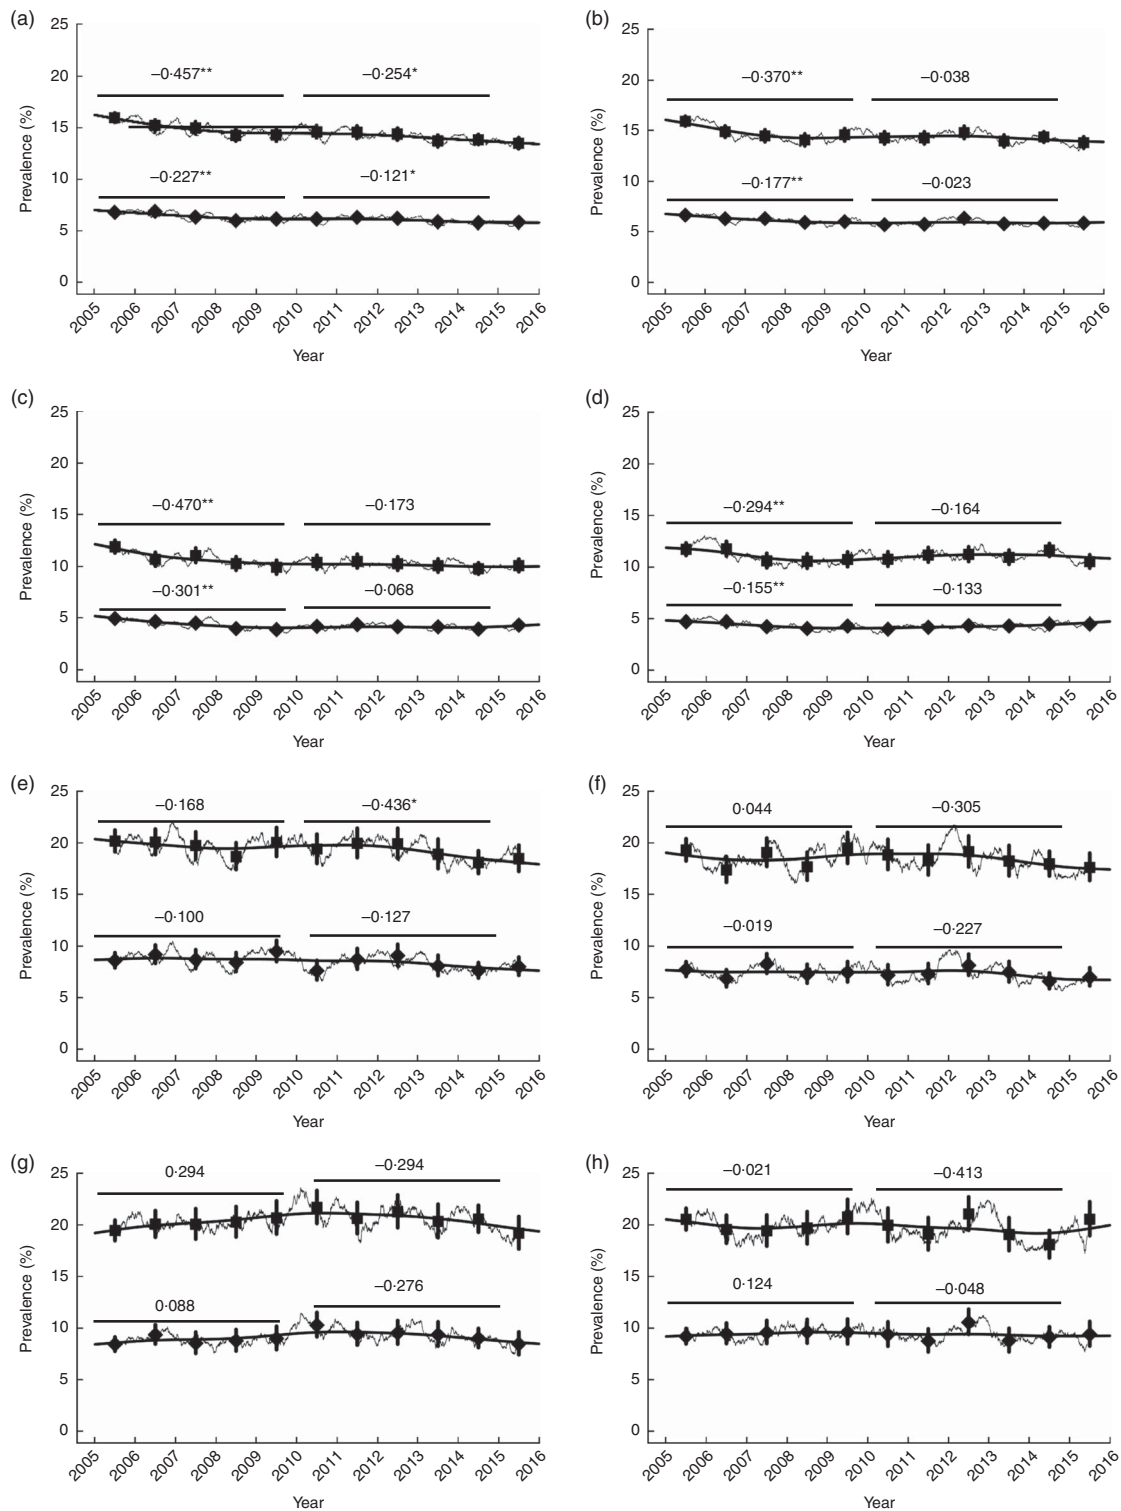 (a)
25
20
15
10
5
0
Prevalence (%)
–0·457**
–0·254*
–0·227**
–0·121*
2005 2006 2007 2008 2009 2010 2011 2012 2013 2014 2015 2016
Year
(b)
25
20
15
10
5
0
Prevalence (%)
–0·370**
–0·038
–0·177**
–0·023
2005 2006 2007 2008 2009 2010 2011 2012 2013 2014 2015 2016
Year
(c)
25
20
15
10
5
0
Prevalence (%)
–0·470**
–0·173
–0·301**
–0·068
2005 2006 2007 2008 2009 2010 2011 2012 2013 2014 2015 2016
Year
(d)
25
20
15
10
5
0
Prevalence (%)
–0·294**
–0·164
–0·155**
–0·133
2005 2006 2007 2008 2009 2010 2011 2012 2013 2014 2015 2016
Year
(e)
25
20
15
10
5
0
Prevalence (%)
–0·168
–0·436*
–0·100
–0·127
2005 2006 2007 2008 2009 2010 2011 2012 2013 2014 2015 2016
Year
(f)
25
20
15
10
5
0
Prevalence (%)
0·044
–0·305
–0·019
–0·227
2005 2006 2007 2008 2009 2010 2011 2012 2013 2014 2015 2016
Year
(g)
25
20
15
10
5
0
Prevalence (%)
0·294
–0·294
0·088
–0·276
2005 2006 2007 2008 2009 2010 2011 2012 2013 2014 2015 2016
Year
(h)
25
20
15
10
5
0
Prevalence (%)
–0·021
–0·413
0·124
–0·048
2005 2006 2007 2008 2009 2010 2011 2012 2013 2014 2015 2016
Year